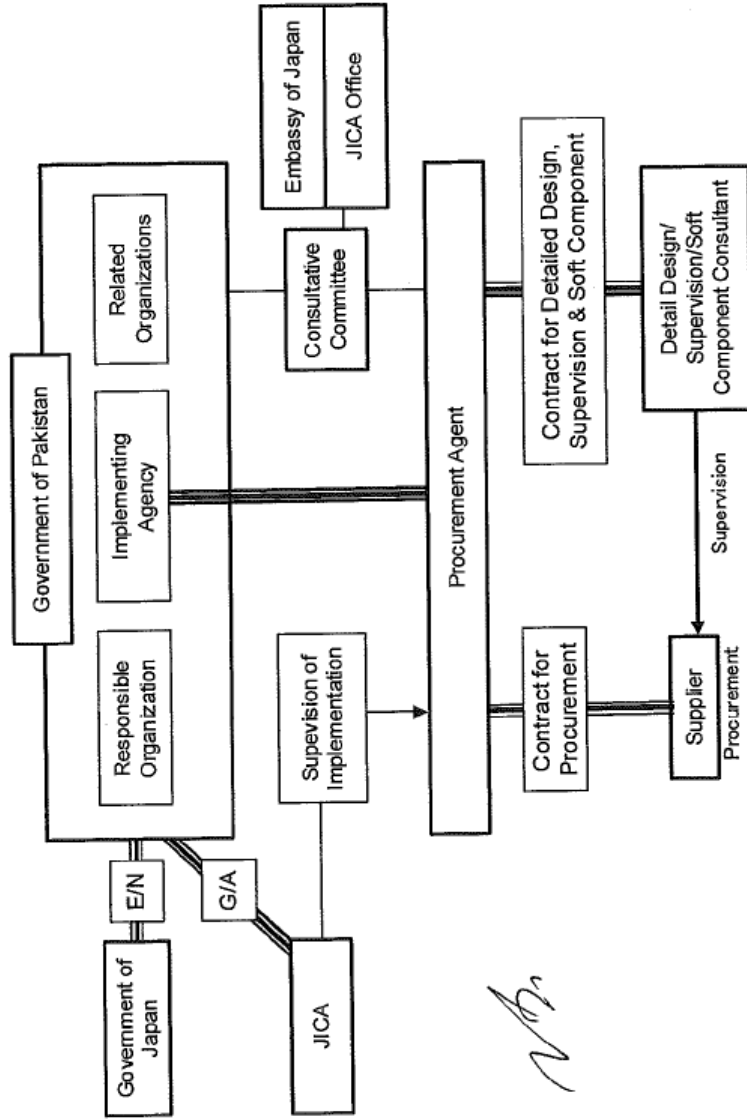 Government of Pakistan
Responsible
Organization
Implementing
Agency
Related
Organizations
Government of
Japan
E/N
G/A
JICA
Supevision of
Implementation
Consultative
Committee
Embassy of Japan
JICA Office
Procurement Agent
Contract for
Procurement
Contract for Detailed Design,
Supervision & Soft Component
Supplier
Procurement
Supervision
Detail Design/
Supervision/Soft
Component Consultant